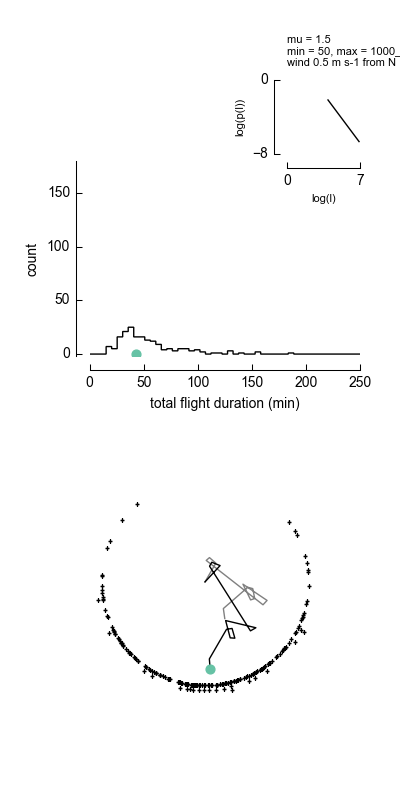 mu = 1.5
min = 50, max = 1000_
wind 0.5 m s-1 from N
0
log(p(l))
−8
0 7
log(l)
150
100
50
0
count
0 50 100 150 200 250
total flight duration (min)